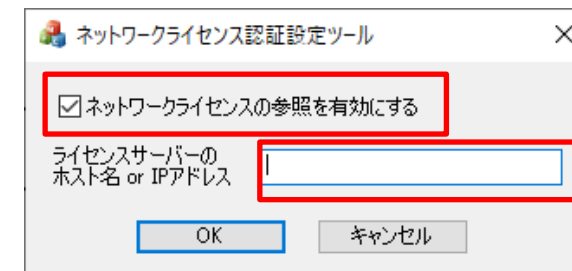 ネットワークライセンス認証設定ツール
ネットワークライセンスの参照を有効にする
ライセンスサーバーの
ホスト名 or IPアドレス
OK
キャンセル